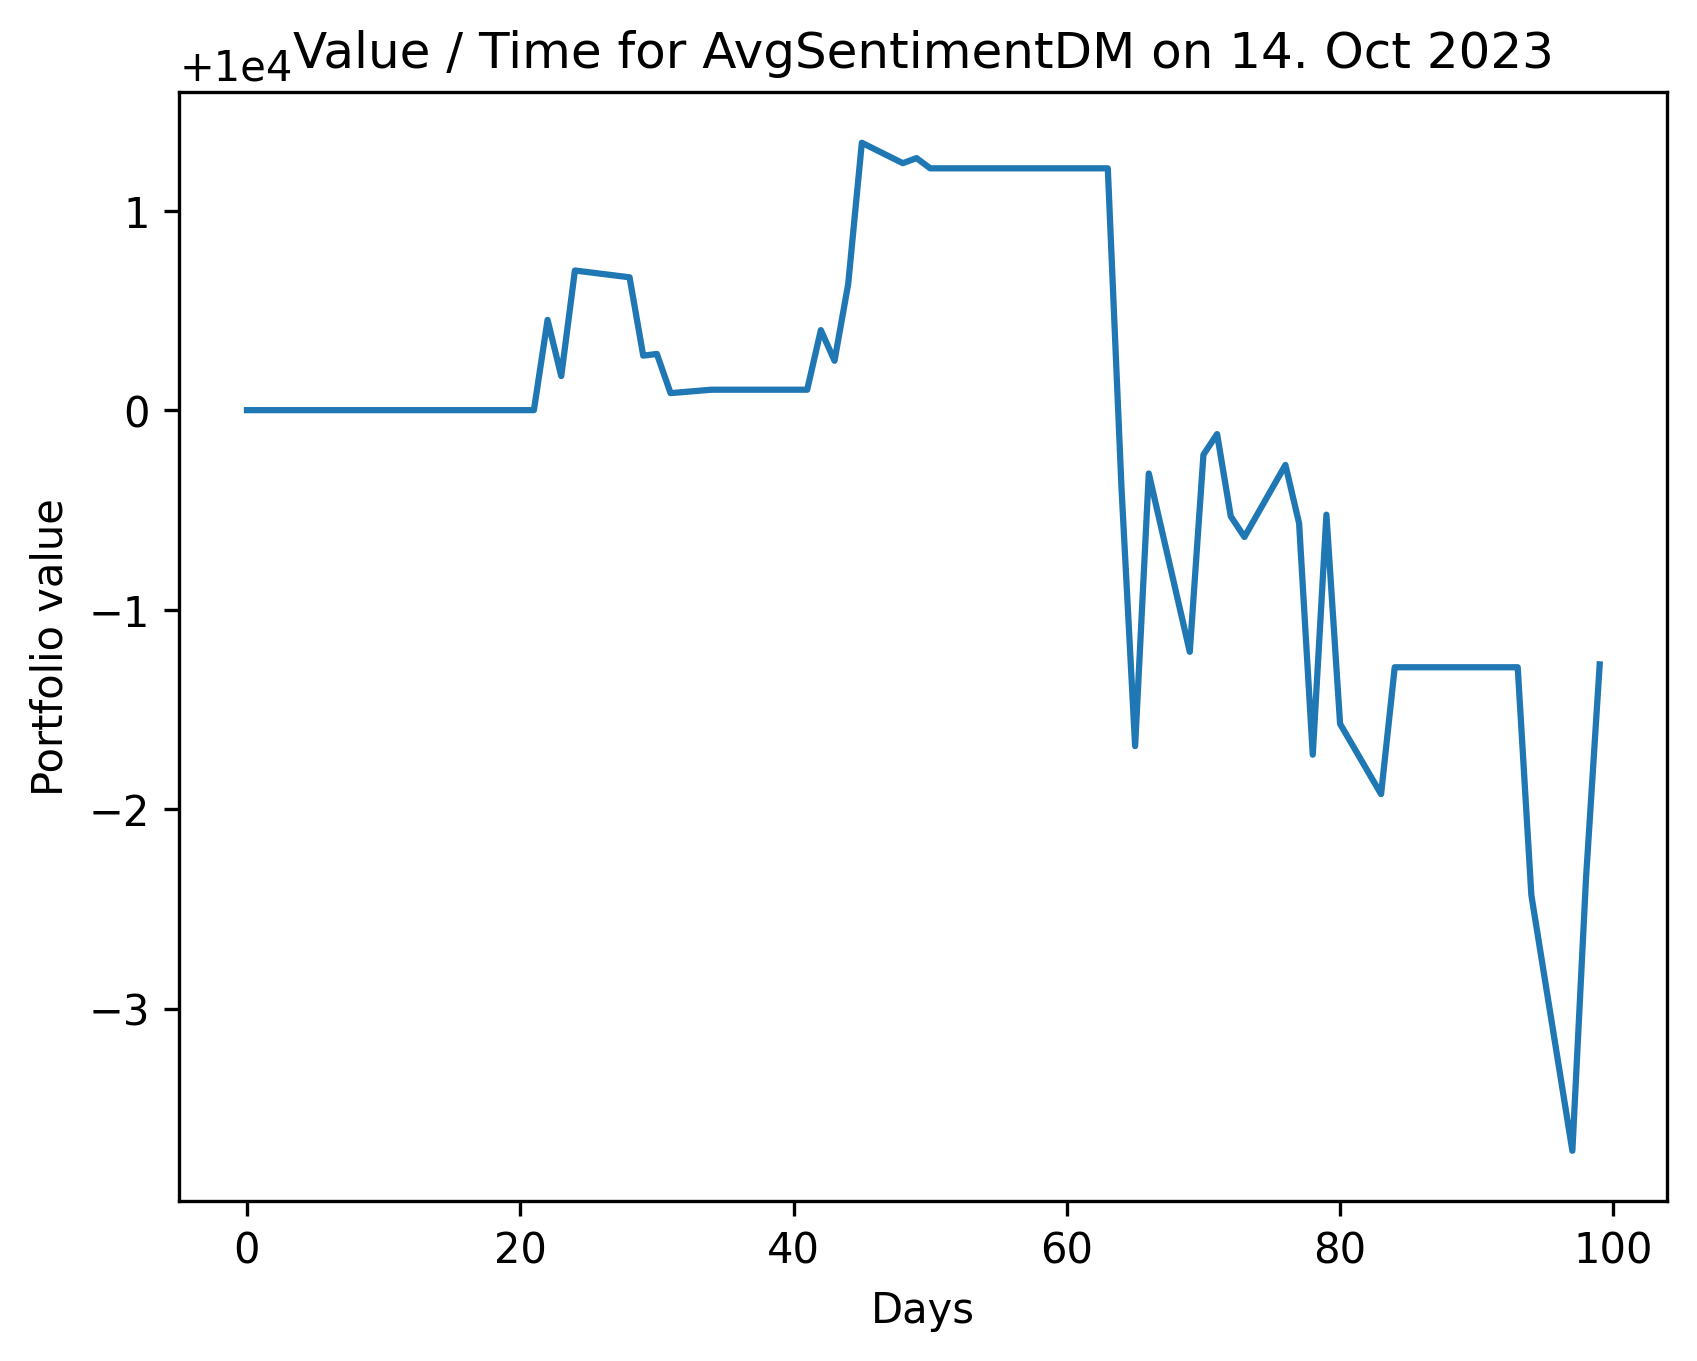 Value / Time for AvgSentimentDM on 14. Oct 2023
+1e4
1
0
−1
−2
−3
Portfolio value
0 20 40 60 80 100
Days